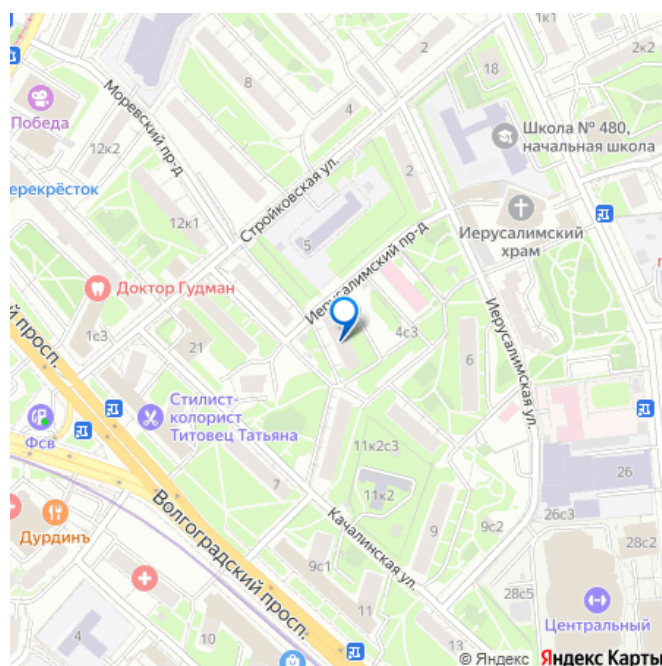 2
2к2
18
8
4
Победа
Моревский пр-д
12к2
Школа № 480,
начальная школа
Стройковская ул.
2
ерекрёсток
12к1
5
Иерусалимский пр-д
Иерусалимский
храм
Доктор Гудман
Иерусалимская ул.
ий просп.
1с3
21
4с3
6
Стилист-
колорист
Титовец Татьяна
Фсв
11к2с3
26
7
11к2
Волгоградский просп.
Качалинская ул.
9
9с2
26с3
28с2
Дурдинъ
9с1
28с5
11
Центральный
4
10
© Яндекс Яндекс Карты